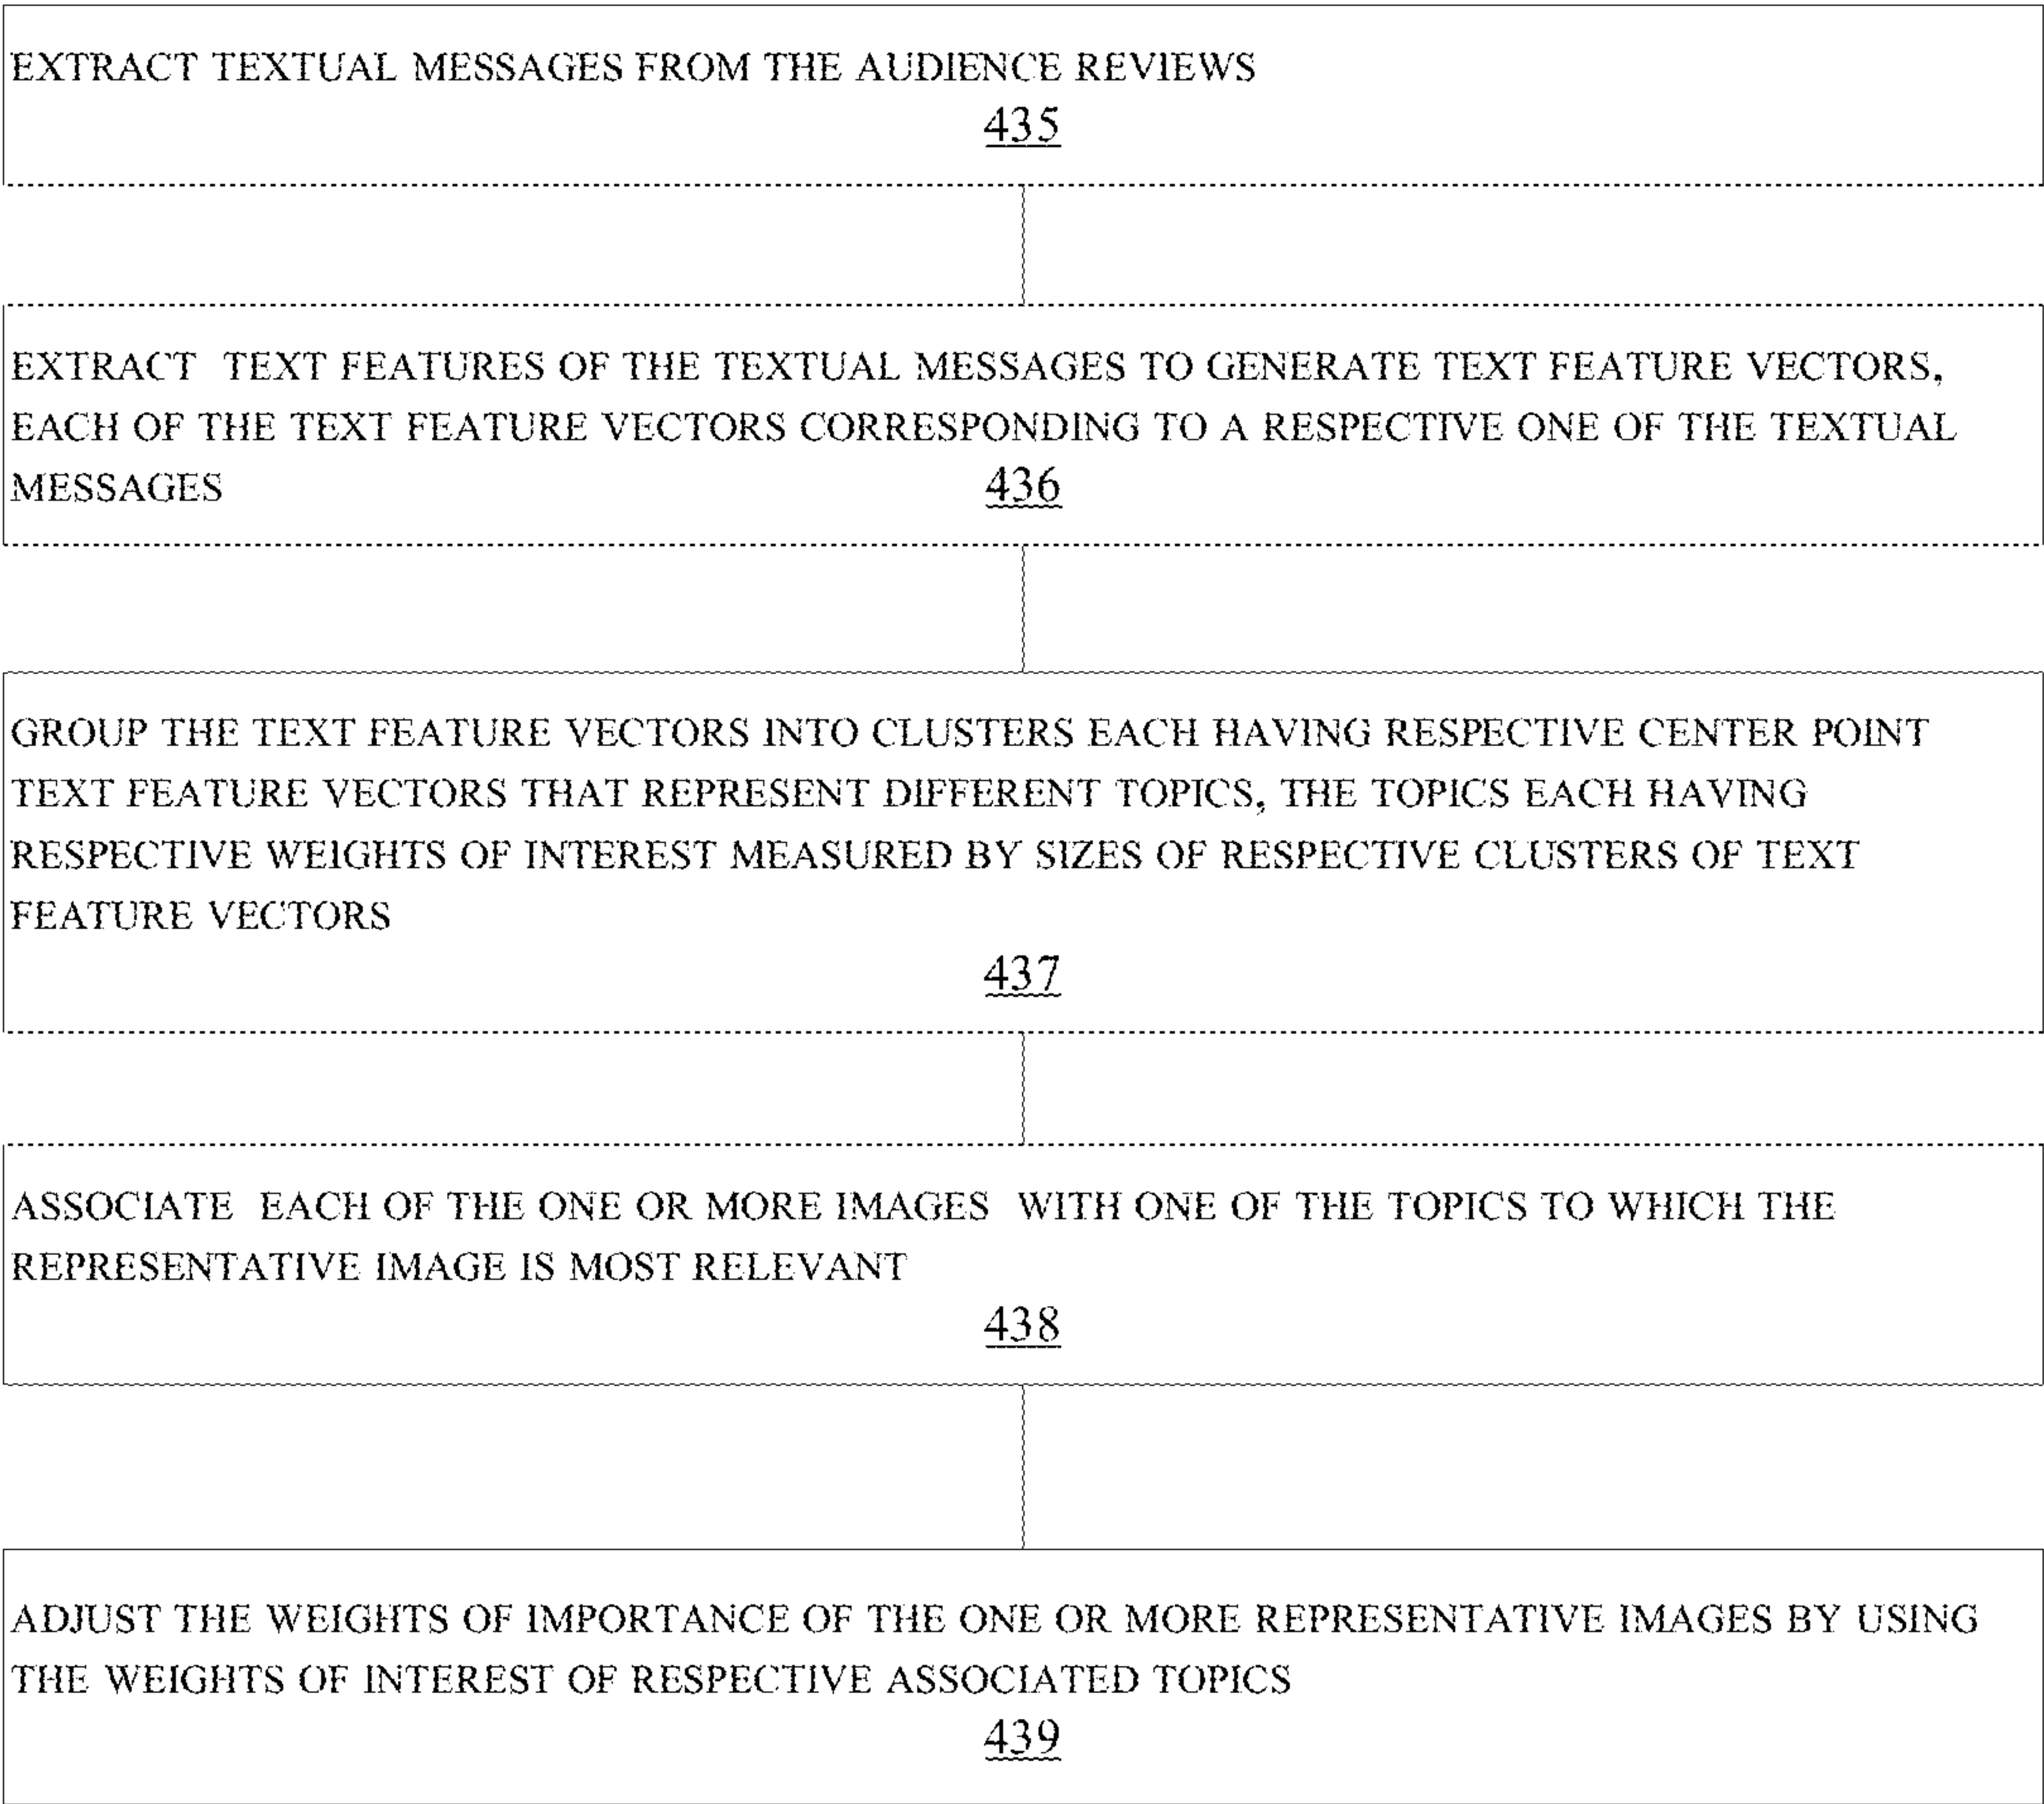 EXTRACT TEXTUAL MESSAGES FROM THE AUDIENCE REVIEWS
435
EXTRACT TEXT FEATURES OF THE TEXTUAL MESSAGES TO GENERATE TEXT FEATURE VECTORS,
EACH OF THE TEXT FEATURE VECTORS CORRESPONDING TO A RESPECTIVE ONE OF THE TEXTUAL
MESSAGES 436
GROUP THE TEXT FEATURE VECTORS INTO CLUSTERS EACH HAVING RESPECTIVE CENTER POINT
TEXT FEATURE VECTORS THAT REPRESENT DIFFERENT TOPICS, THE TOPICS EACH HAVING
RESPECTIVE WEIGHTS OF INTEREST MEASURED BY SIZES OF RESPECTIVE CLUSTERS OF TEXT
FEATURE VECTORS
437
ASSOCIATE EACH OF THE ONE OR MORE IMAGES WITH ONE OF THE TOPICS TO WHICH THE
REPRESENTATIVE IMAGE IS MOST RELEVANT
438
ADJUST THE WEIGHTS OF IMPORTANCE OF THE ONE OR MORE REPRESENTATIVE IMAGES BY USING
THE WEIGHTS OF INTEREST OF RESPECTIVE ASSOCIATED TOPICS
439